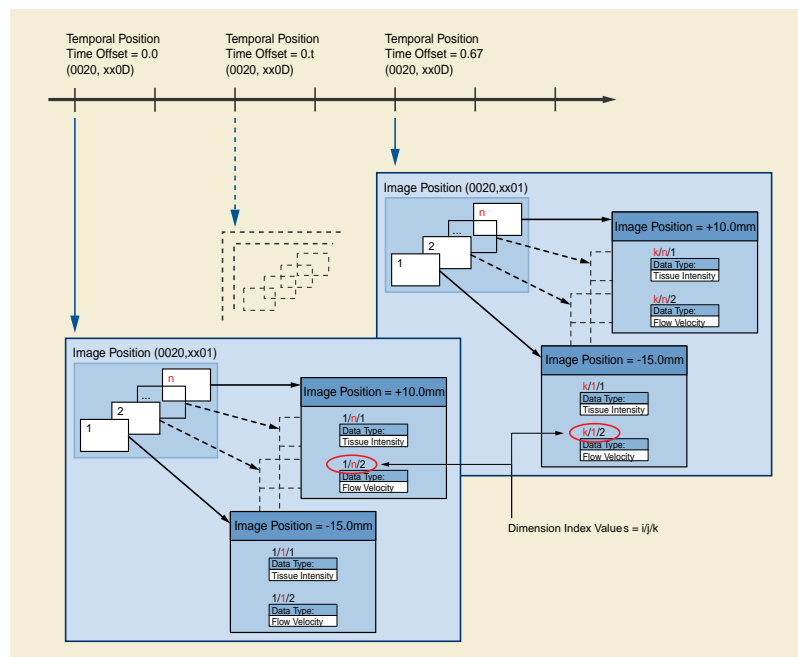 Temporal Position
Time Offset = 0.0
(0020, xx0D)
Temporal Position
Time Offset = 0.t
(0020, xx0D)
Temporal Position
Time Offset = 0.67
(0020, xx0D)
Image Position (0020,xx01)
n
...
2
1
Image Position = +10.0mm
k/n/1
Data Type:
Tissue Intensity
k/n/2
Data Type:
Flow Velocity
Image Position = -15.0mm
k/1/1
Data Type:
Tissue Intensity
k/1/2
Data Type:
Flow Velocity
Image Position (0020,xx01)
n
...
2
1
Image Position = +10.0mm
1/n/1
Data Type:
Tissue Intensity
1/n/2
Data Type:
Flow Velocity
Image Position = -15.0mm
1/1/1
Data Type:
Tissue Intensity
1/1/2
Data Type:
Flow Velocity
Dimension Index Values = i/j/k